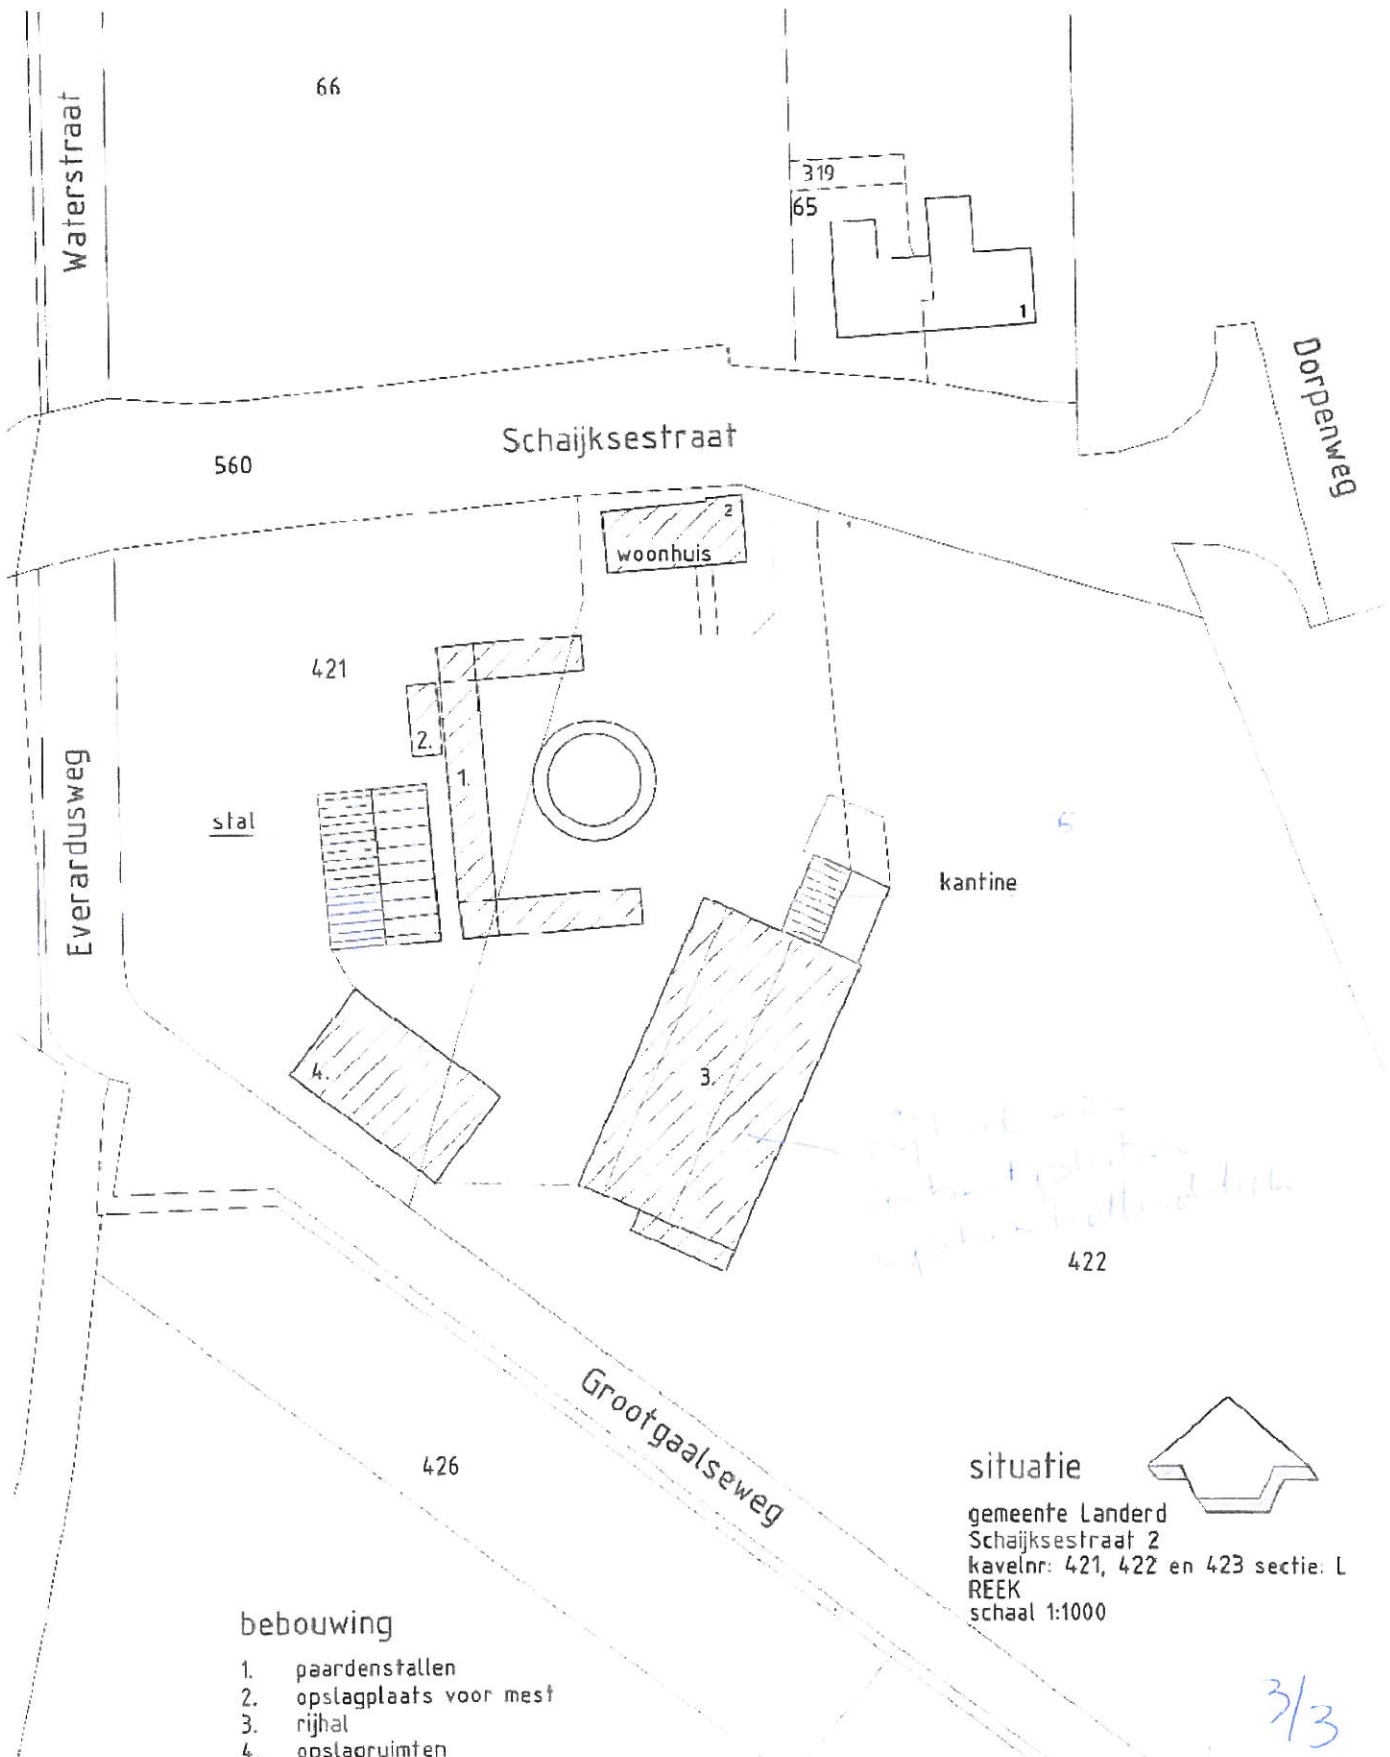 66
Waterstraat
319
65
1
Dorpenweg
Schaijksestraat
560
2
woonhuis
421
2.
1.
stal
Everardusweg
kantine
4.
3.
422
Grootgaalseweg
426
situatie
gemeente Landerd
Schaijksestraat 2
kavelnr: 421, 422 en 423 sectie: L
REEK
schaal 1:1000
bebouwing
1. paardenstallen
2. opslagplaats voor mest
3. rijhal
4. opslagruimten
3/3